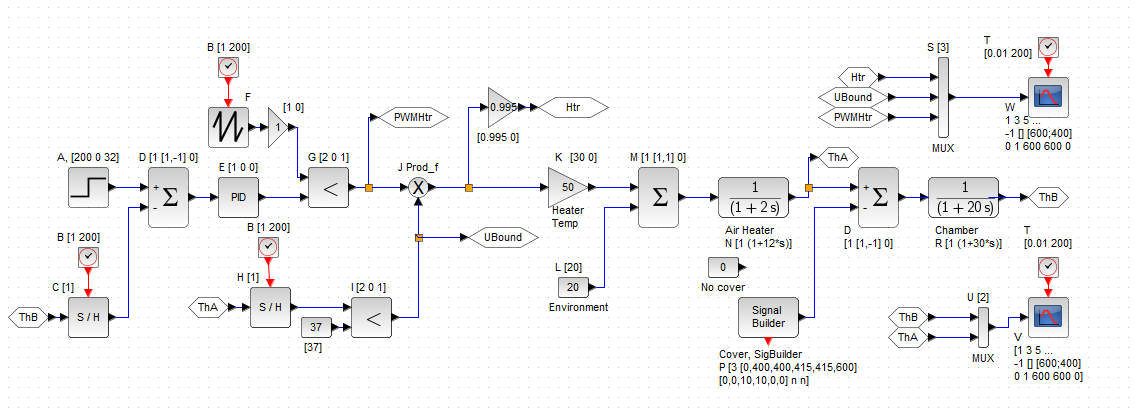 B [1 200]
F
[1 0]
1
PWMHtr
0.995
Htr
[0.995 0]
S [3]
T
[0.01 200]
Htr
UBound
PWMHtr
MUX
W
1 3 5 ...
-1 [] [600;400]
0 1 600 600 0
A, [200 0 32]
D [1 [1,-1] 0]
E [1 0 0]
G [2 0 1]
J Prod_f
K [30 0]
M [1 [1,1] 0]
ThA
+
-
Σ
PID
<
X
50
Heater
Temp
Σ
1
(1 + 2 s)
Air Heater
N [1 (1+12*s)]
+
-
Σ
D
[1 [1,-1] 0]
1
(1 + 20 s)
Chamber
R [1 (1+30*s)]
ThB
B [1 200]
C [1]
ThB
S / H
B [1 200]
H [1]
ThA
S / H
I [2 0 1]
37
[37]
<
UBound
L [20]
20
Environment
0
No cover
Signal
Builder
Cover, SigBuilder
P [3 [0,400,400,415,415,600]
[0,0,10,10,0,0] n n]
T
[0.01 200]
U [2]
ThB
ThA
MUX
V
[1 3 5 ...
-1 [] [600;400]
0 1 600 600 0]